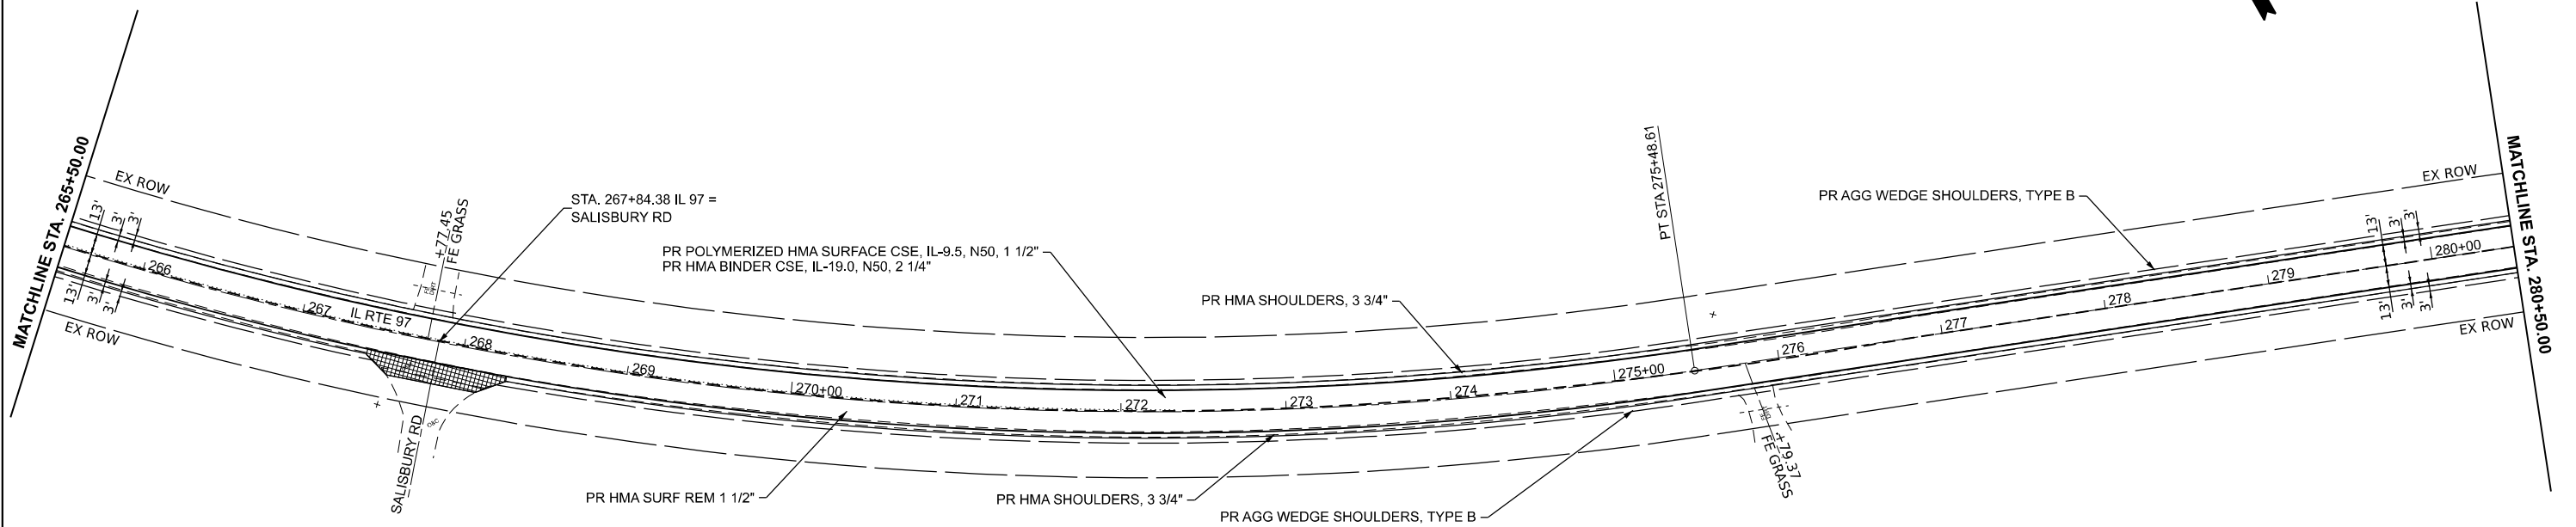 MATCHLINE STA. 265+50.00
EX ROW
13'
3'
3'
13'
3'
3'
EX ROW
266
267
IL RTE 97
+77.45
FE GRASS
STA. 267+84.38 IL 97 =
SALISBURY RD
SALISBURY RD
268
269
270+00
271
272
273
274
275+00
276
277
278
279
280+00
PR POLYMERIZED HMA SURFACE CSE, IL-9.5, N50, 1 1/2"
PR HMA BINDER CSE, IL-19.0, N50, 2 1/4"
PR HMA SHOULDERS, 3 3/4"
PT STA 275+48.61
PR AGG WEDGE SHOULDERS, TYPE B
PR HMA SURF REM 1 1/2"
PR HMA SHOULDERS, 3 3/4"
PR AGG WEDGE SHOULDERS, TYPE B
+79.37
FE GRASS
13'
3'
3'
13'
3'
3'
EX ROW
EX ROW
MATCHLINE STA. 280+50.00